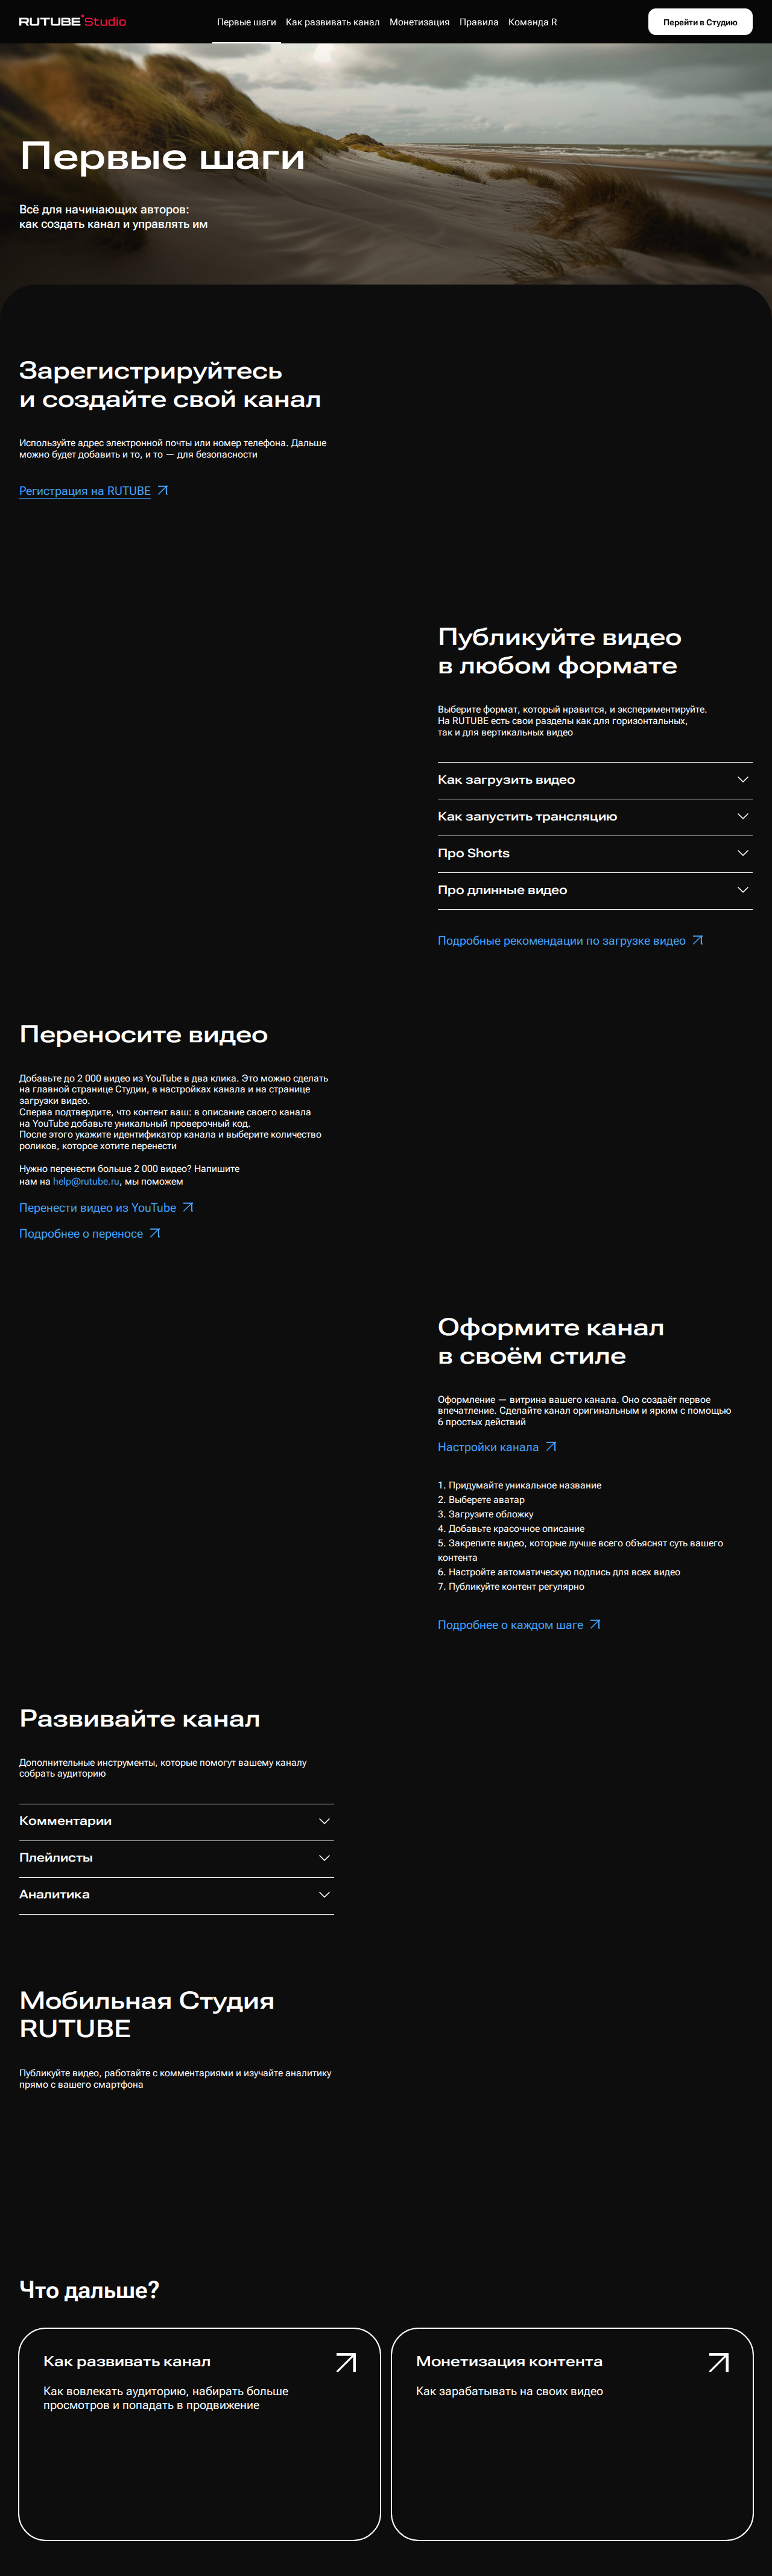 RUTUBE Studio
Первые шаги
Как развивать канал
Монетизация
Правила
Команда R
Перейти в Студию
Первые шаги
Всё для начинающих авторов:
как создать канал и управлять им
Зарегистрируйтесь
и создайте свой канал
Используйте адрес электронной почты или номер телефона. Дальше
можно будет добавить и то, и то — для безопасности
Регистрация на RUTUBE
Публикуйте видео
в любом формате
Выберите формат, который нравится, и экспериментируйте.
На RUTUBE есть свои разделы как для горизонтальных,
так и для вертикальных видео
Как загрузить видео
Как запустить трансляцию
Про Shorts
Про длинные видео
Подробные рекомендации по загрузке видео
Переносите видео
Добавьте до 2 000 видео из YouTube в два клика. Это можно сделать
на главной странице Студии, в настройках канала и на странице
загрузки видео.
Сперва подтвердите, что контент ваш: в описание своего канала
на YouTube добавьте уникальный проверочный код.
После этого укажите идентификатор канала и выберите количество
роликов, которое хотите перенести
Нужно перенести больше 2 000 видео? Напишите
нам на help@rutube.ru, мы поможем
Перенести видео из YouTube
Подробнее о переносе
Оформите канал
в своём стиле
Оформление — витрина вашего канала. Оно создаёт первое
впечатление. Сделайте канал оригинальным и ярким с помощью
6 простых действий
Настройки канала
1. Придумайте уникальное название
2. Выберете аватар
3. Загрузите обложку
4. Добавьте красочное описание
5. Закрепите видео, которые лучше всего объяснят суть вашего
контента
6. Настройте автоматическую подпись для всех видео
7. Публикуйте контент регулярно
Подробнее о каждом шаге
Развивайте канал
Дополнительные инструменты, которые помогут вашему каналу
собрать аудиторию
Комментарии
Плейлисты
Аналитика
Мобильная Студия
RUTUBE
Публикуйте видео, работайте с комментариями и изучайте аналитику
прямо с вашего смартфона
Что дальше?
Как развивать канал
Как вовлекать аудиторию, набирать больше
просмотров и попадать в продвижение
Монетизация контента
Как зарабатывать на своих видео